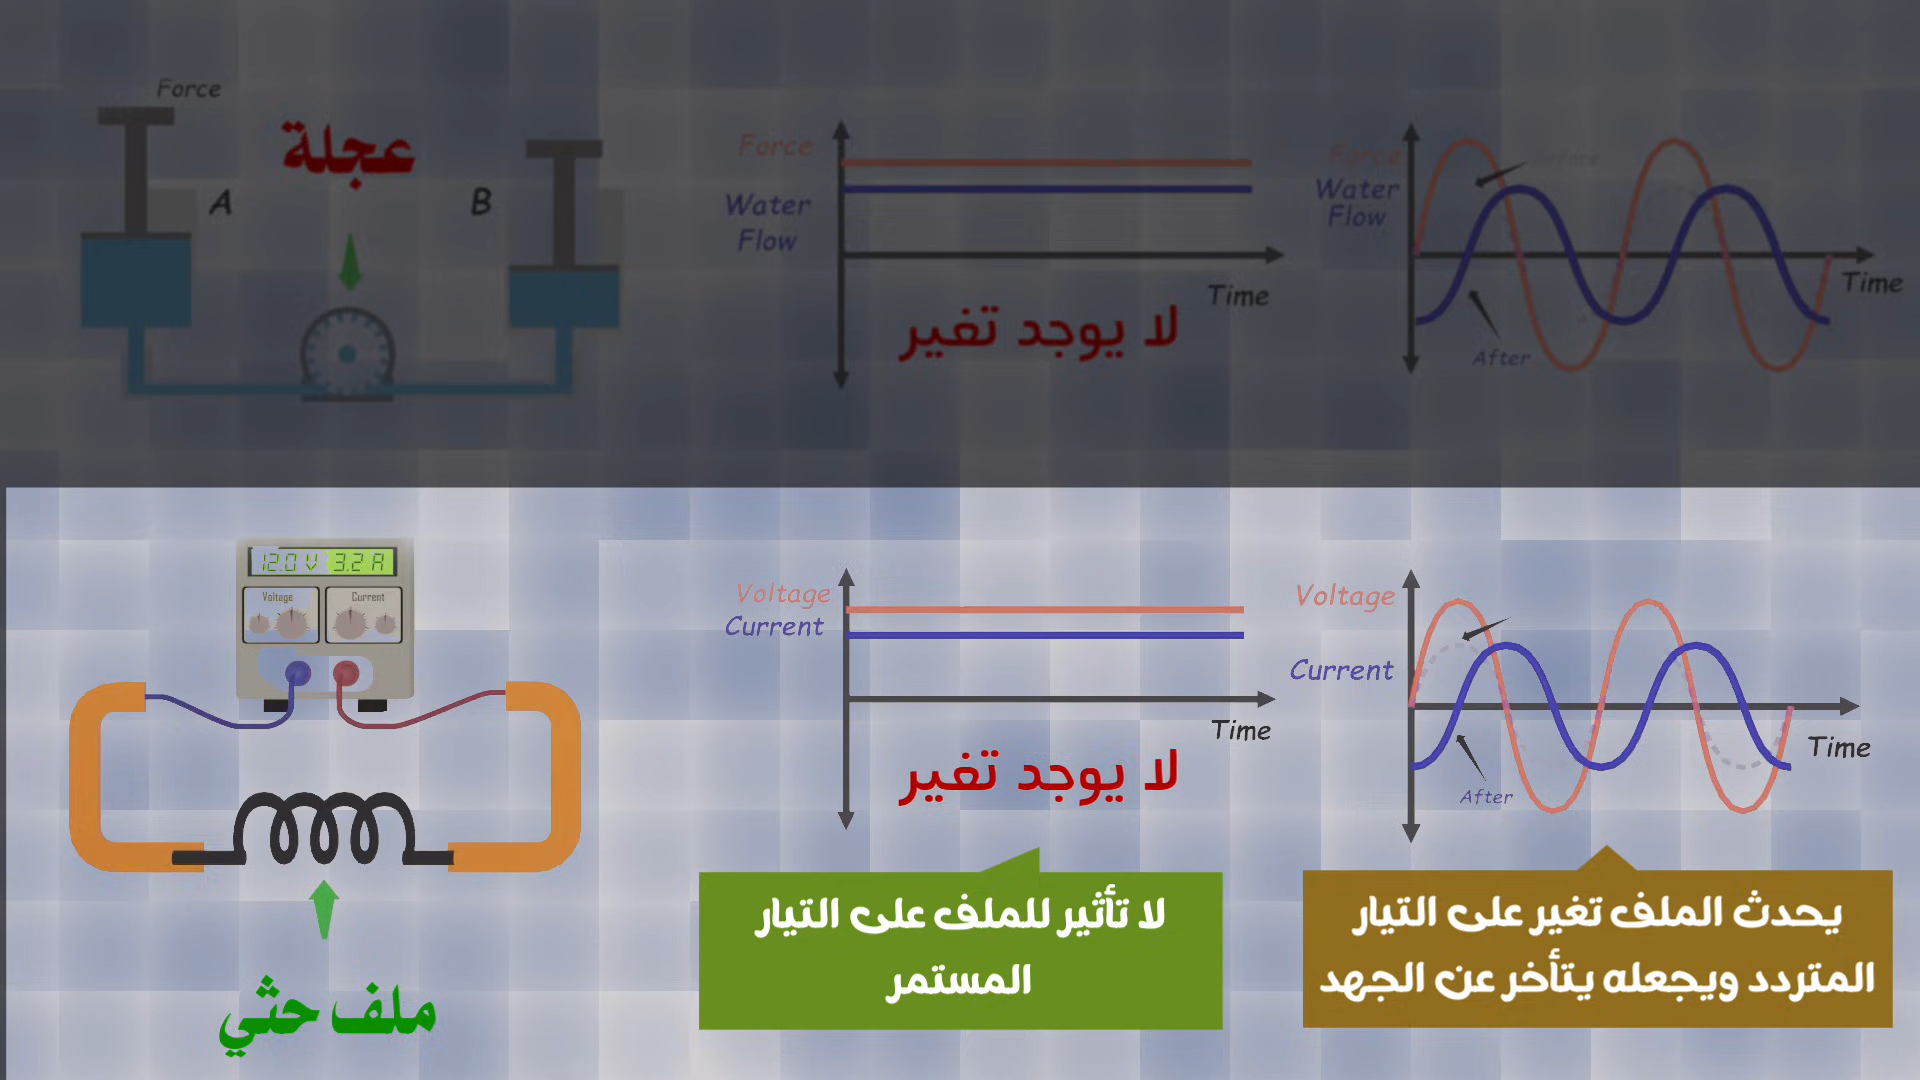 Force
عجلة
A
B
Force
Water
Flow
Time
لا يوجد تغير
Force
Water
Flow
Before
After
Time
12.0 V 3.2 A
Voltage
Current
ملف حثي
Voltage
Current
Time
لا يوجد تغير
لا تأثير للملف على التيار
المستمر
Voltage
Current
After
Time
يحدث الملف تغير على التيار
المتردد ويجعله يتأخر عن الجهد